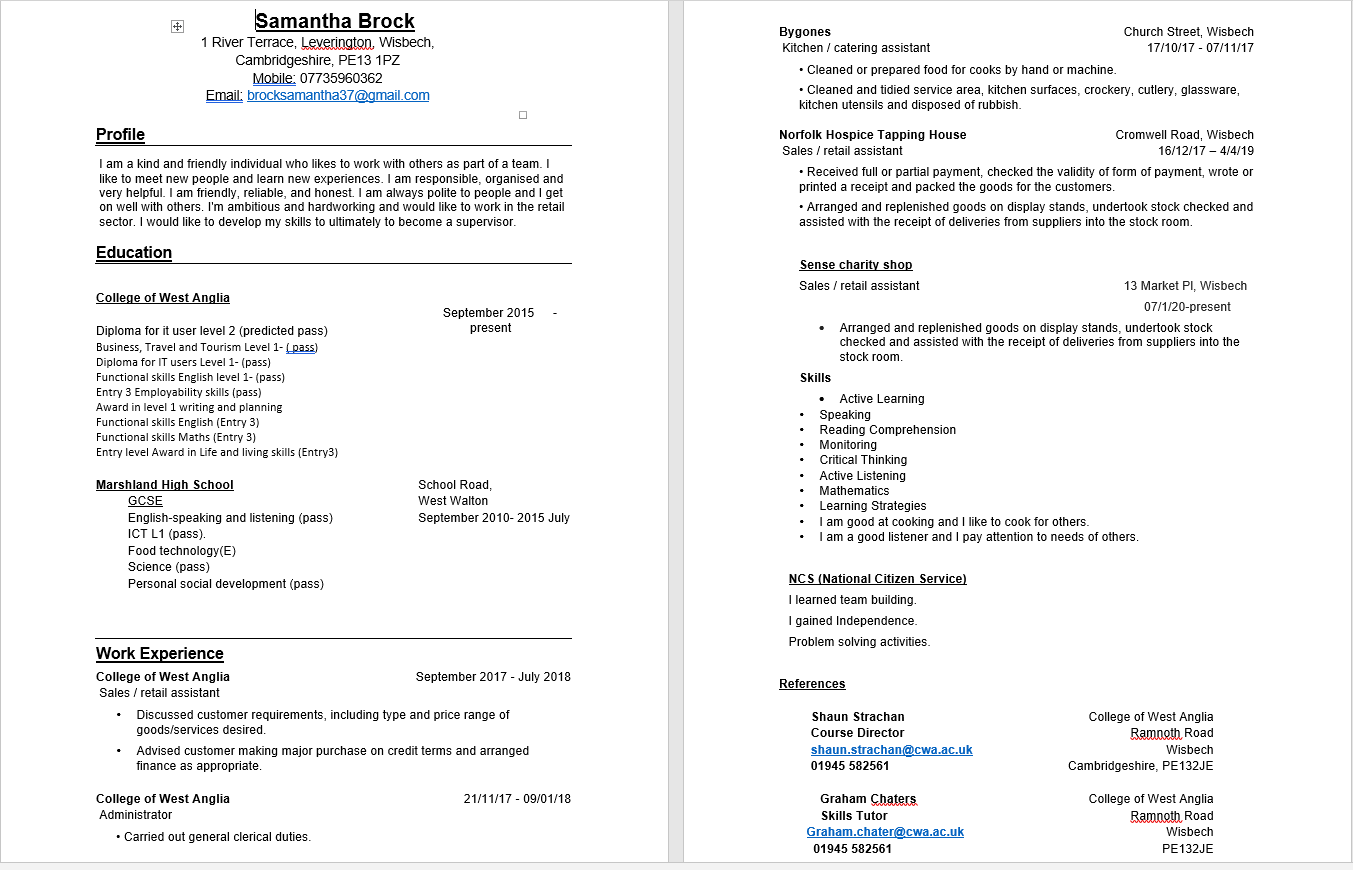 Samantha Brock
1 River Terrace, Leverington, Wisbech,
Cambridgeshire, PE13 1PZ
Mobile: 07735960362
Email: brocksamantha37@gmail.com
Profile
I am a kind and friendly individual who likes to work with others as part of a team. I
like to meet new people and learn new experiences. I am responsible, organised and
very helpful. I am friendly, reliable, and honest. I am always polite to people and I get
on well with others. I'm ambitious and hardworking and would like to work in the retail
sector. I would like to develop my skills to ultimately to become a supervisor.
Education
College of West Anglia
September 2015 -
present
Diploma for it user level 2 (predicted pass)
Business, Travel and Tourism Level 1- ( pass)
Diploma for IT users Level 1- (pass)
Functional skills English level 1- (pass)
Entry 3 Employability skills (pass)
Award in level 1 writing and planning
Functional skills English (Entry 3)
Functional skills Maths (Entry 3)
Entry level Award in Life and living skills (Entry3)
Marshland High School School Road,
GCSE West Walton
English-speaking and listening (pass) September 2010- 2015 July
ICT L1 (pass).
Food technology(E)
Science (pass)
Personal social development (pass)
Work Experience
College of West Anglia September 2017 - July 2018
Sales / retail assistant
• Discussed customer requirements, including type and price range of
goods/services desired.
• Advised customer making major purchase on credit terms and arranged
finance as appropriate.
College of West Anglia 21/11/17 - 09/01/18
Administrator
• Carried out general clerical duties.
Bygones Church Street, Wisbech
Kitchen / catering assistant 17/10/17 - 07/11/17
• Cleaned or prepared food for cooks by hand or machine.
• Cleaned and tidied service area, kitchen surfaces, crockery, cutlery, glassware,
kitchen utensils and disposed of rubbish.
Norfolk Hospice Tapping House Cromwell Road, Wisbech
Sales / retail assistant 16/12/17 – 4/4/19
• Received full or partial payment, checked the validity of form of payment, wrote or
printed a receipt and packed the goods for the customers.
• Arranged and replenished goods on display stands, undertook stock checked and
assisted with the receipt of deliveries from suppliers into the stock room.
Sense charity shop
Sales / retail assistant 13 Market Pl, Wisbech
07/1/20-present
• Arranged and replenished goods on display stands, undertook stock
checked and assisted with the receipt of deliveries from suppliers into the
stock room.
Skills
• Active Learning
• Speaking
• Reading Comprehension
• Monitoring
• Critical Thinking
• Active Listening
• Mathematics
• Learning Strategies
• I am good at cooking and I like to cook for others.
• I am a good listener and I pay attention to needs of others.
NCS (National Citizen Service)
I learned team building.
I gained Independence.
Problem solving activities.
References
Shaun Strachan College of West Anglia
Course Director Ramnoth Road
shaun.strachan@cwa.ac.uk Wisbech
01945 582561 Cambridgeshire, PE132JE
Graham Chaters College of West Anglia
Skills Tutor Ramnoth Road
Graham.chater@cwa.ac.uk Wisbech
01945 582561 PE132JE